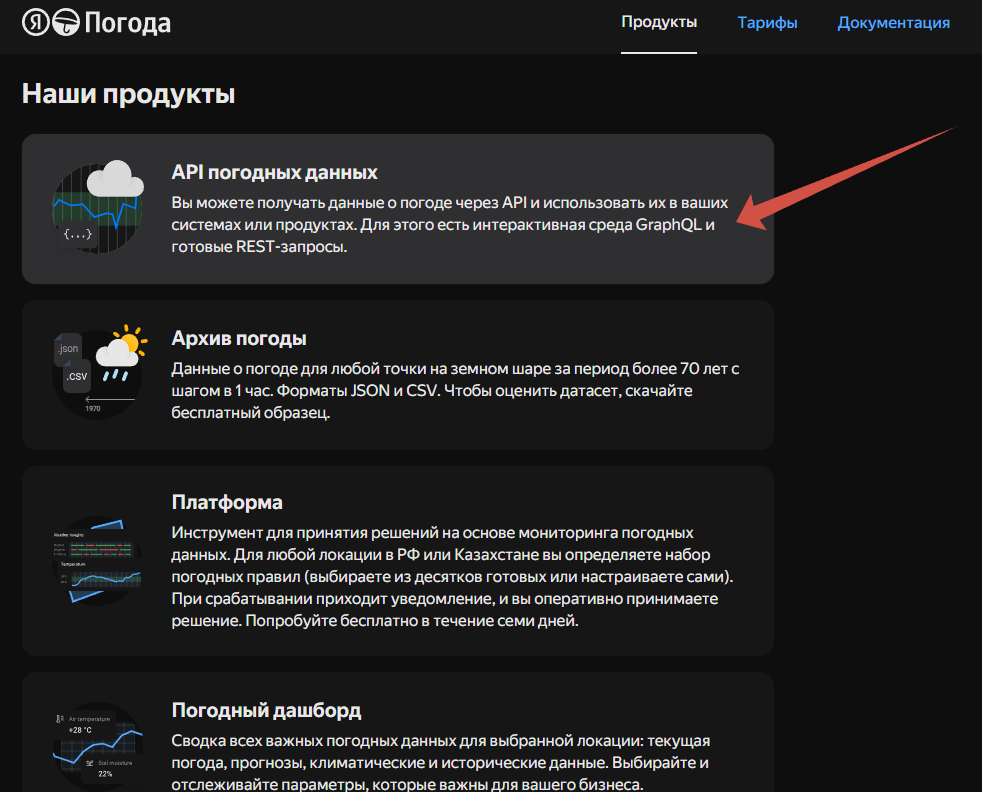 Я Погода
Продукты
Тарифы
Документация
Наши продукты
{...}
API погодных данных
Вы можете получать данные о погоде через API и использовать их в ваших
системах или продуктах. Для этого есть интерактивная среда GraphQL и
готовые REST-запросы.
.json
.csv
1970
Архив погоды
Данные о погоде для любой точки на земном шаре за период более 70 лет с
шагом в 1 час. Форматы JSON и CSV. Чтобы оценить датасет, скачайте
бесплатный образец.
Weather Insights
Temperature
Платформа
Инструмент для принятия решений на основе мониторинга погодных
данных. Для любой локации в РФ или Казахстане вы определяете набор
погодных правил (выбираете из десятков готовых или настраиваете сами).
При срабатывании приходит уведомление, и вы оперативно принимаете
решение. Попробуйте бесплатно в течение семи дней.
Air temperature
+28 °C
Soil moisture
22%
Погодный дашборд
Сводка всех важных погодных данных для выбранной локации: текущая
погода, прогнозы, климатические и исторические данные. Выбирайте и
отслеживайте параметры, которые важны для вашего бизнеса.